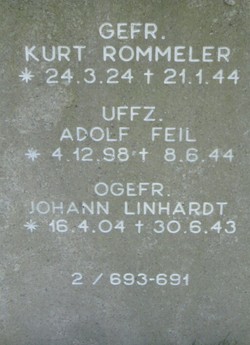 GEFR.
KURT ROMMELER
* 24.3.24 † 21.1.44
UFFZ.
ADOLF FEIL
* 4.12.98 † 8.6.44
OGEFR.
JOHANN LINHARDT
* 16.4.04 † 30.6.43
2 / 693-691